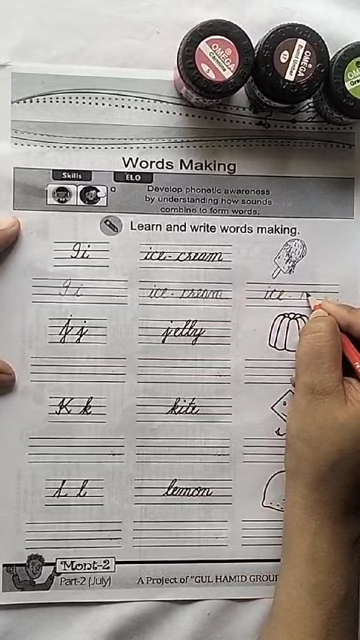 OMEGA
OMEGA
Words Making
Skills
ELO
Develop phonetic awareness
by understanding how sounds
combine to form words.
Learn and write words making.
I i ice-cream
I i ice-cream ice-
J j jelly
K k kite
L l lemon
Mont-2
Part-2 (July) A Project of "GUL HAMID GROUP